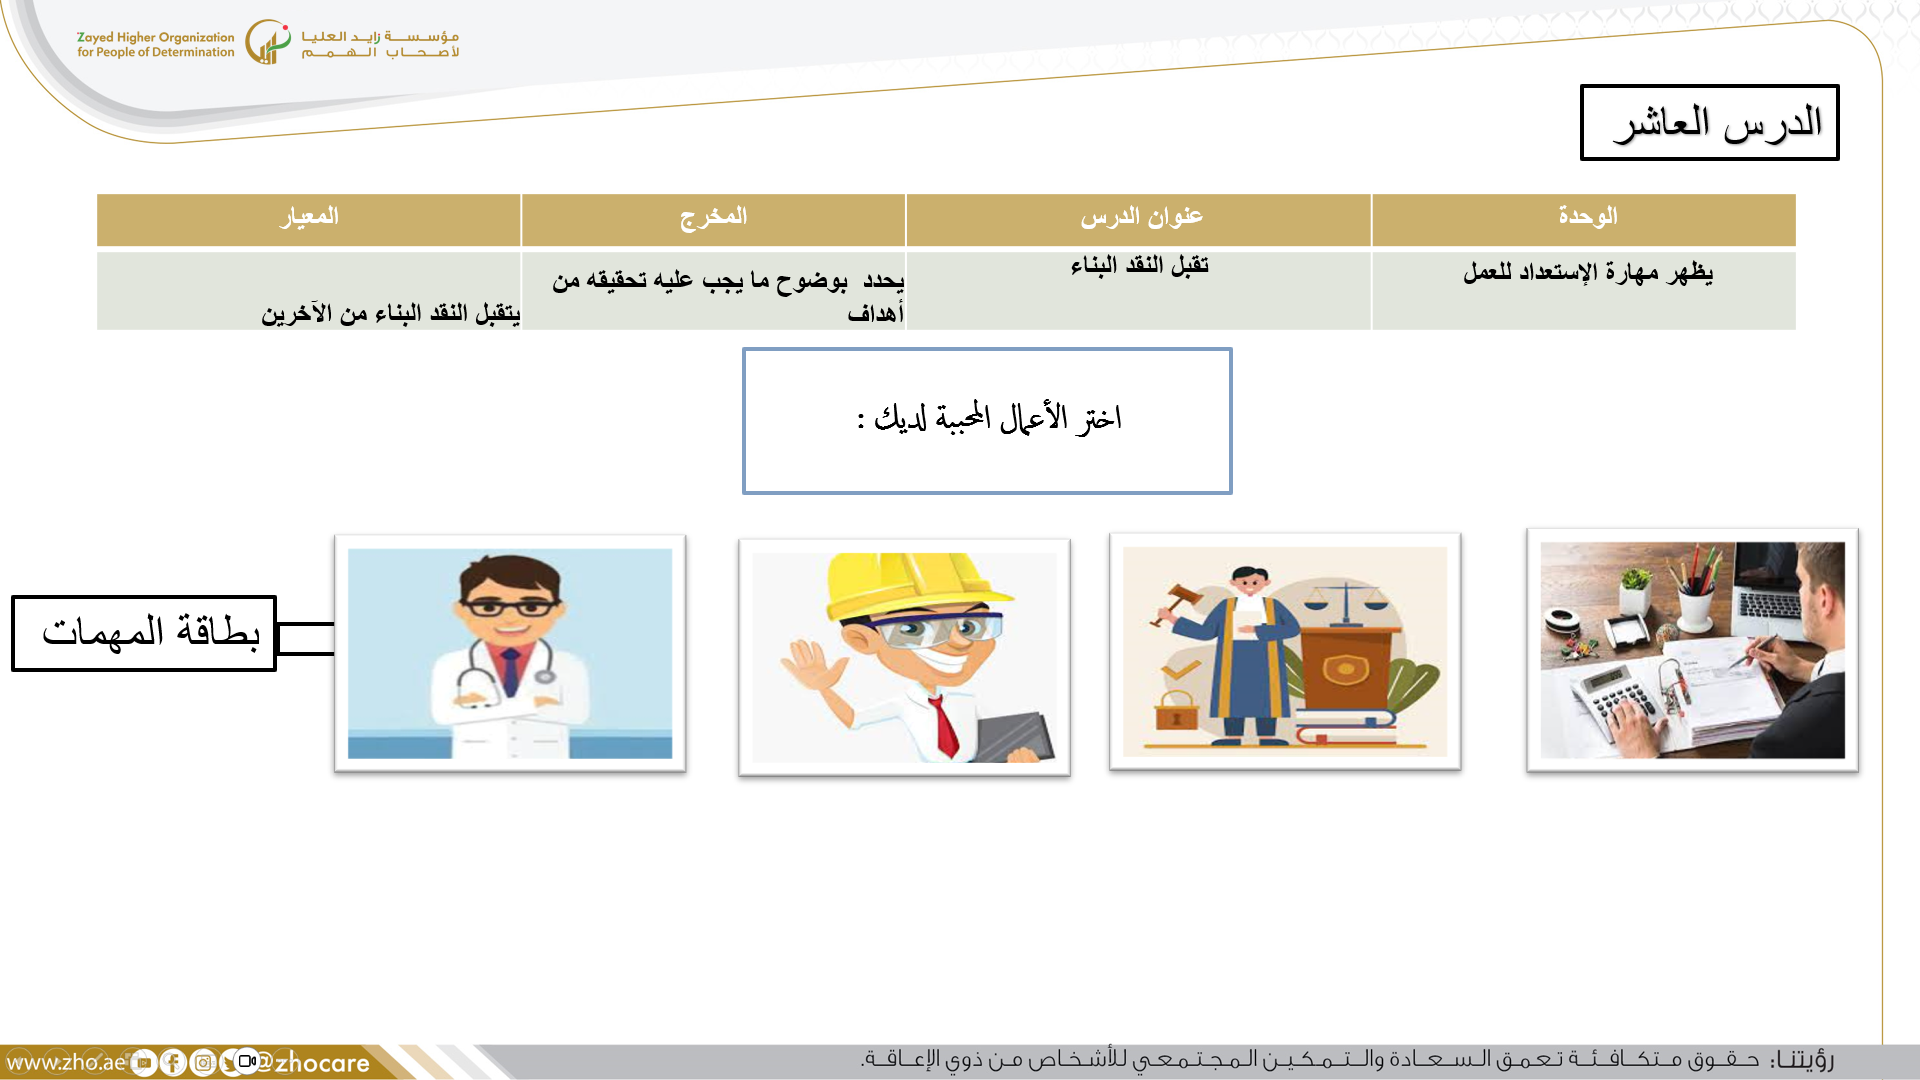 Zayed Higher Organization
for People of Determination
مؤسسة زايد العليا
لأصحاب الهمم
الدرس العاشر
الوحدة
عنوان الدرس
المخرج
المعيار
يظهر مهارة الإستعداد للعمل
تقبل النقد البناء
يحدد بوضوح ما يجب عليه تحقيقه من
أهداف
يتقبل النقد البناء من الآخرين
اختر الأعمال المحببة لديك :
بطاقة المهمات
رؤيتنا: حقوق متكافئة تعمق السعادة والتمكين المجتمعي للأشخاص من ذوي الإعاقة.
www.zho.ae
@zhocare